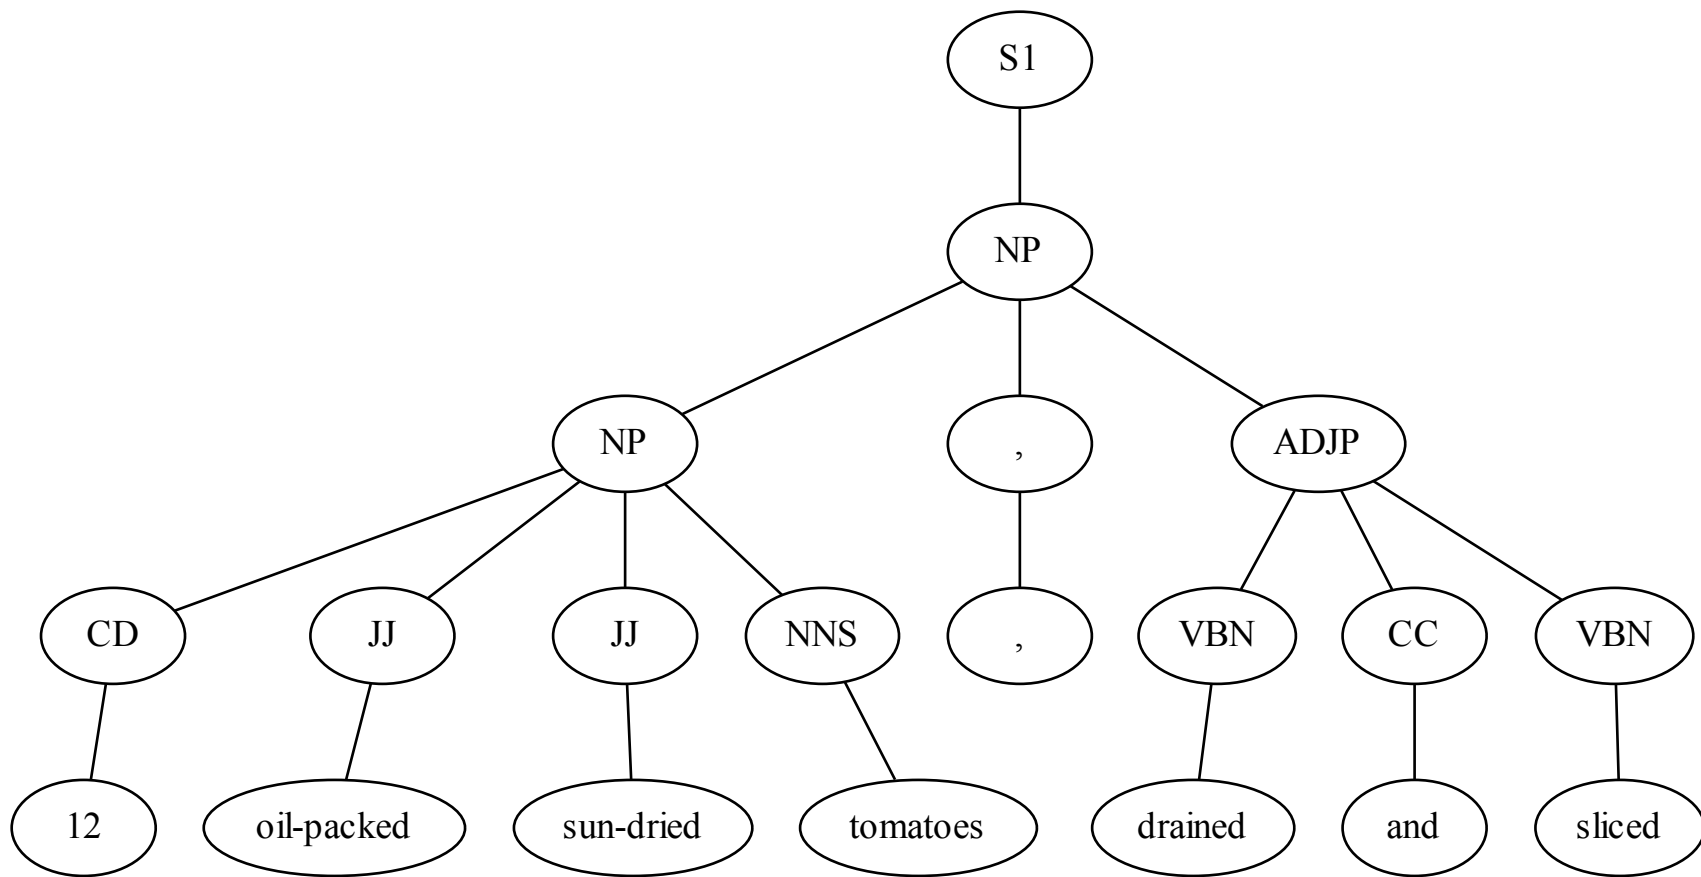 S1
NP
NP , ADJP
CD JJ JJ NNS , VBN CC VBN
12 oil-packed sun-dried tomatoes drained and sliced